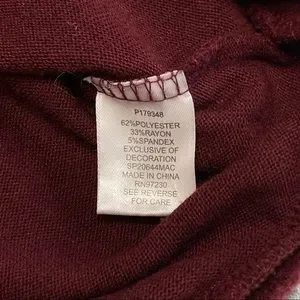 P179348
62%POLYESTER
33%RAYON
5%SPANDEX
EXCLUSIVE OF
DECORATION
SP20644MAC
MADE IN CHINA
RN97230
SEE REVERSE
FOR CARE